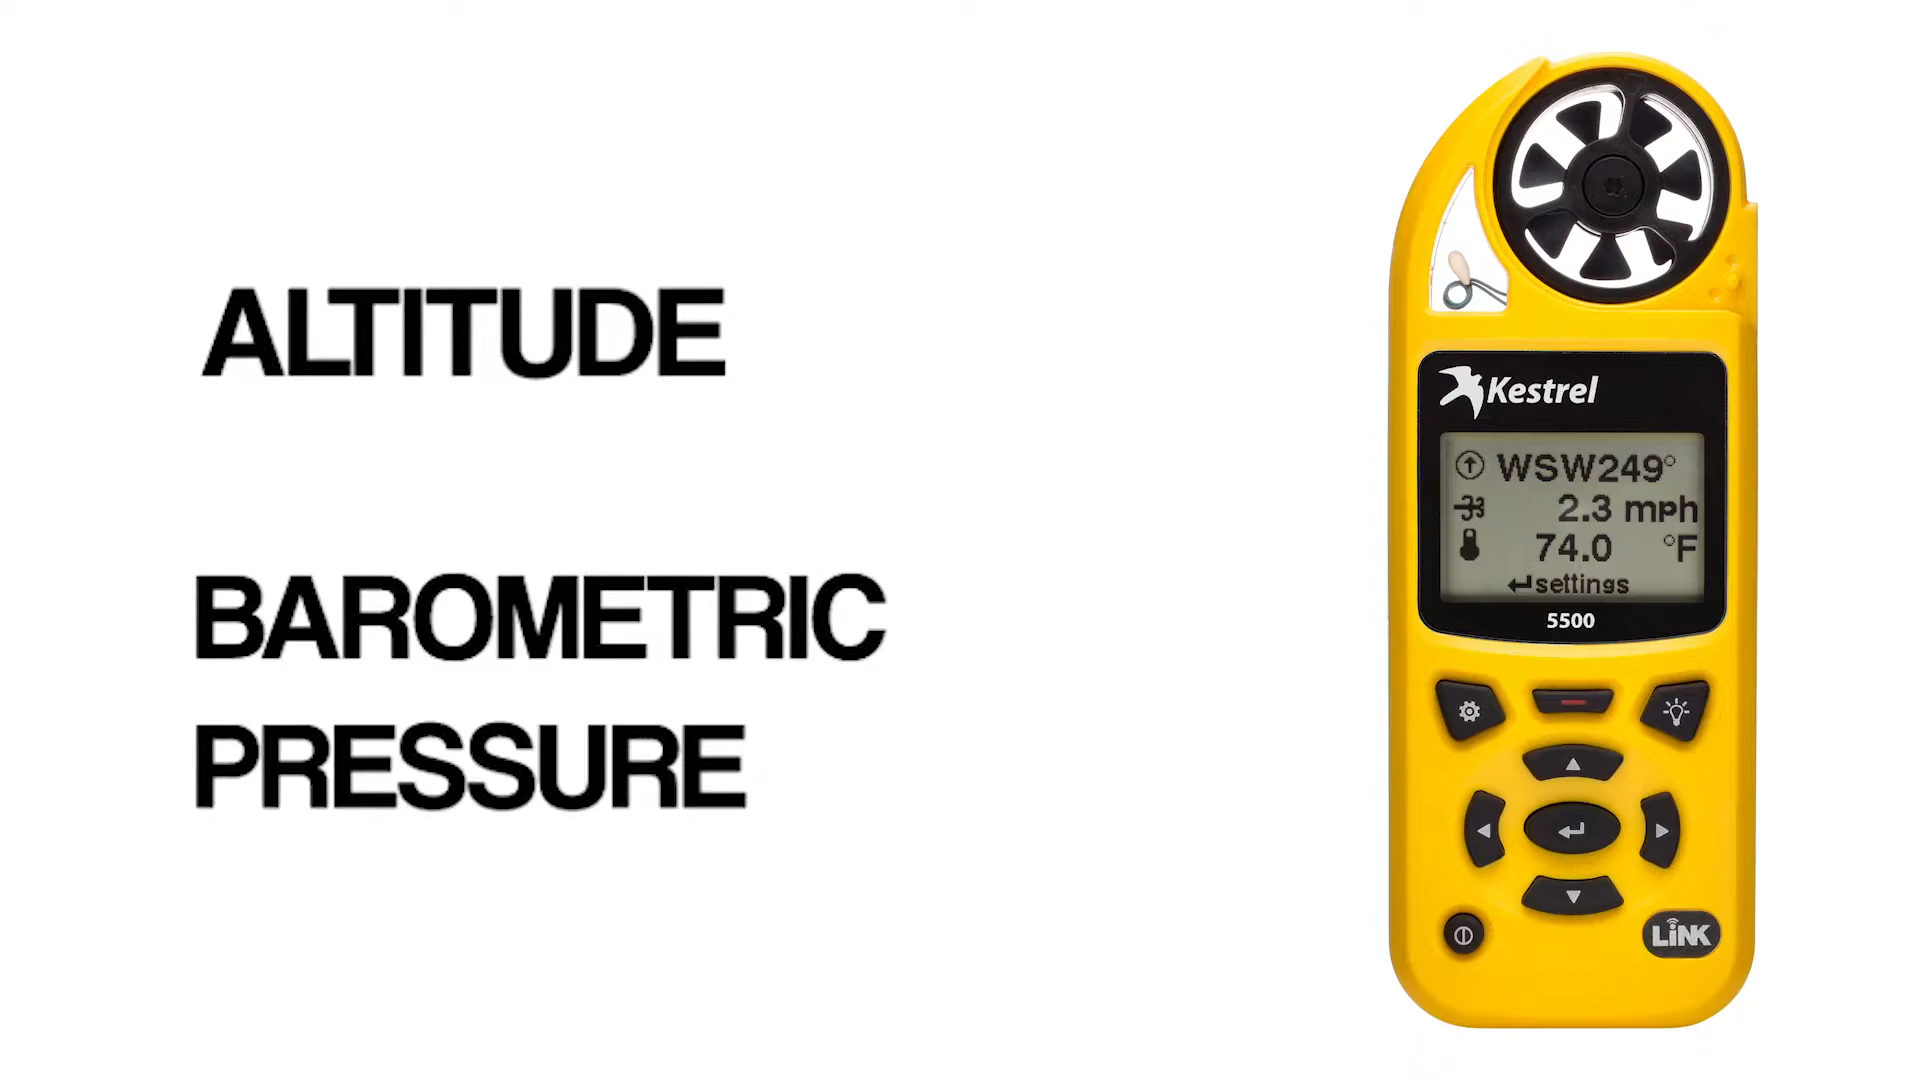 ALTITUDE
BAROMETRIC
PRESSURE
Kestrel
WSW249°
2.3 mph
74.0 °F
settings
5500
LiNK